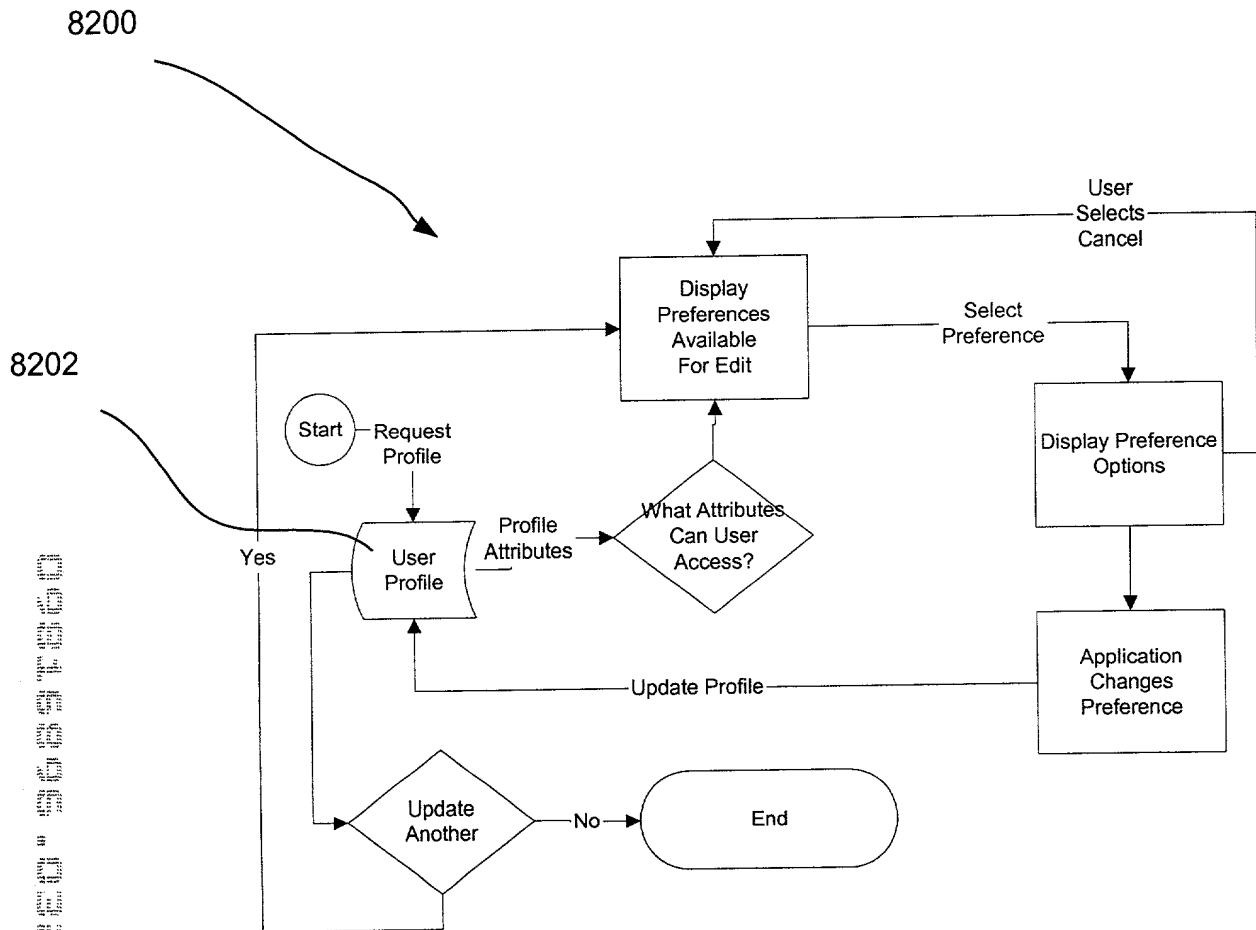 8200
User
Selects
Cancel
Display
Preferences
Available
For Edit
Select
Preference
8202
Start
Request
Profile
Display Preference
Options
What Attributes
Can User
Access?
Profile
Attributes
User
Profile
Yes
Application
Changes
Preference
Update Profile
Update
Another
No
End